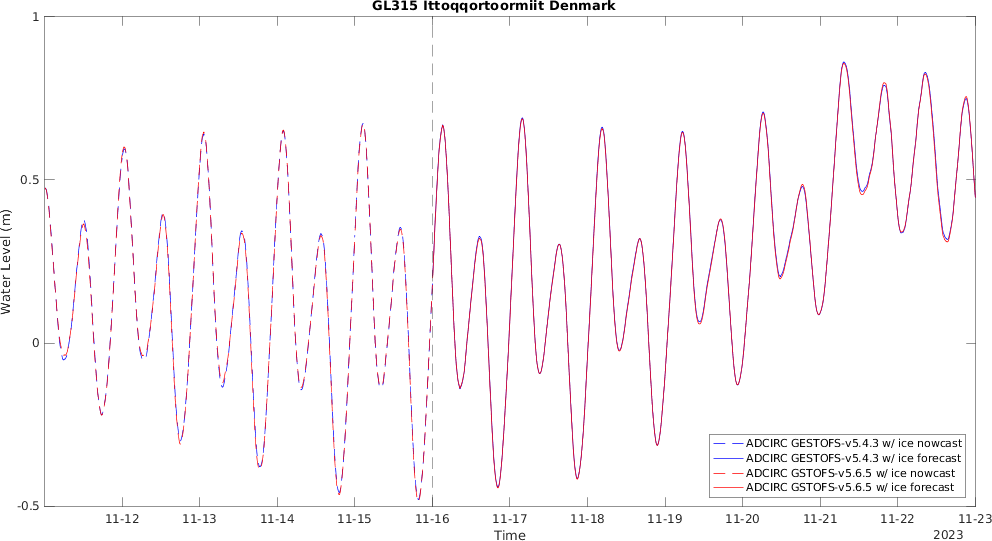 GL315 Ittoqqortoormiit Denmark
1
0.5
0
-0.5
Water Level (m)
ADCIRC GESTOFS-v5.4.3 w/ ice nowcast
ADCIRC GESTOFS-v5.4.3 w/ ice forecast
ADCIRC GSTOFS-v5.6.5 w/ ice nowcast
ADCIRC GSTOFS-v5.6.5 w/ ice forecast
11-12 11-13 11-14 11-15 11-16 11-17 11-18 11-19 11-20 11-21 11-22 11-23
Time
2023